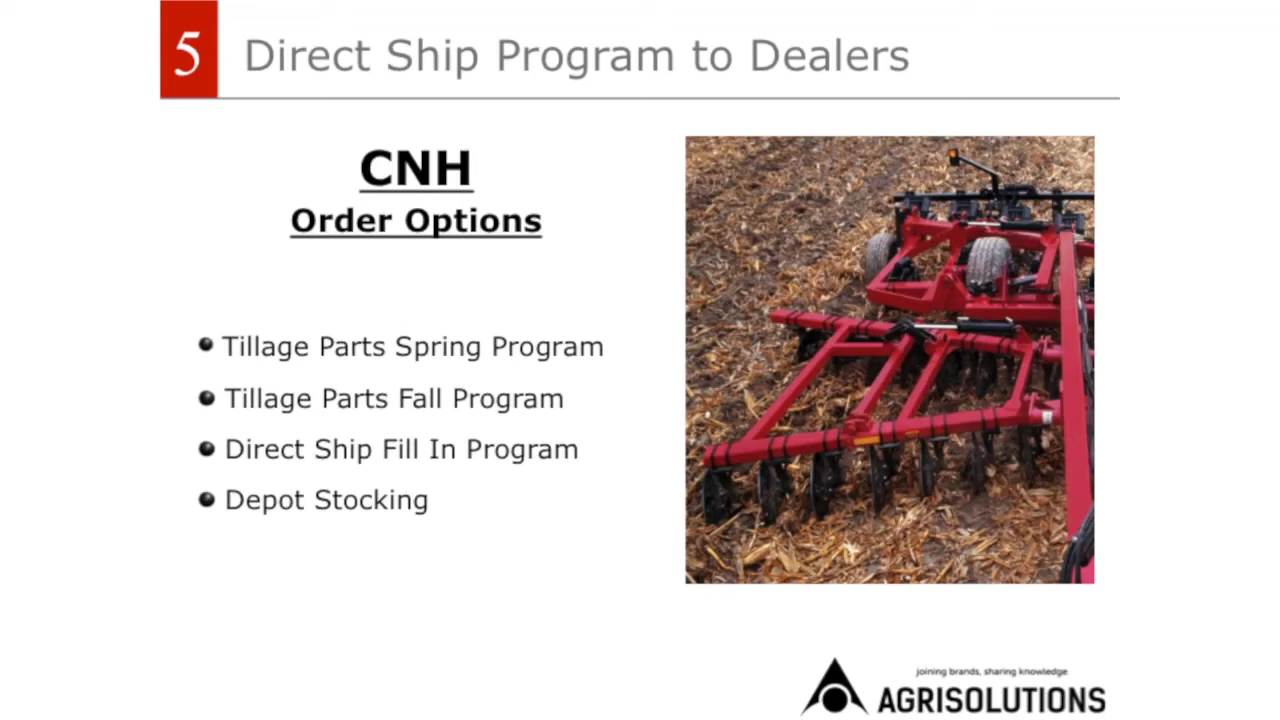 5
Direct Ship Program to Dealers
CNH
Order Options
Tillage Parts Spring Program
Tillage Parts Fall Program
Direct Ship Fill In Program
Depot Stocking
joining brands, sharing knowledge
AGRISOLUTIONS